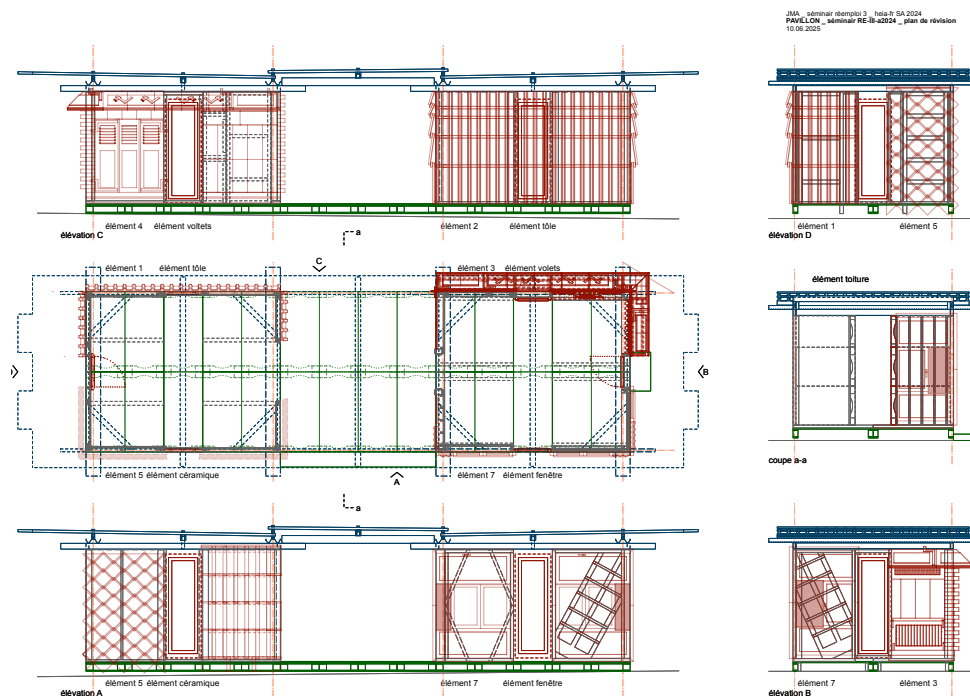 JMA _ séminair réemploi 3 _ heia-fr SA 2024
PAVILLON _ séminair RE-III-a2024 _ plan de révision
10.06.2025
élément 4 élément voltets
élévation C
a
élément 2 élément tôle
élément 1 élément 5
élévation D
C
élément 1 élément tôle
élément 3 élément volets
élément toiture
B
élément 5 élément céramique
A
élément 7 élément fenêtre
coupe a-a
a
élément 5 élément céramique
élévation A
élément 7 élément fenêtre
élément 7 élément 3
élévation B